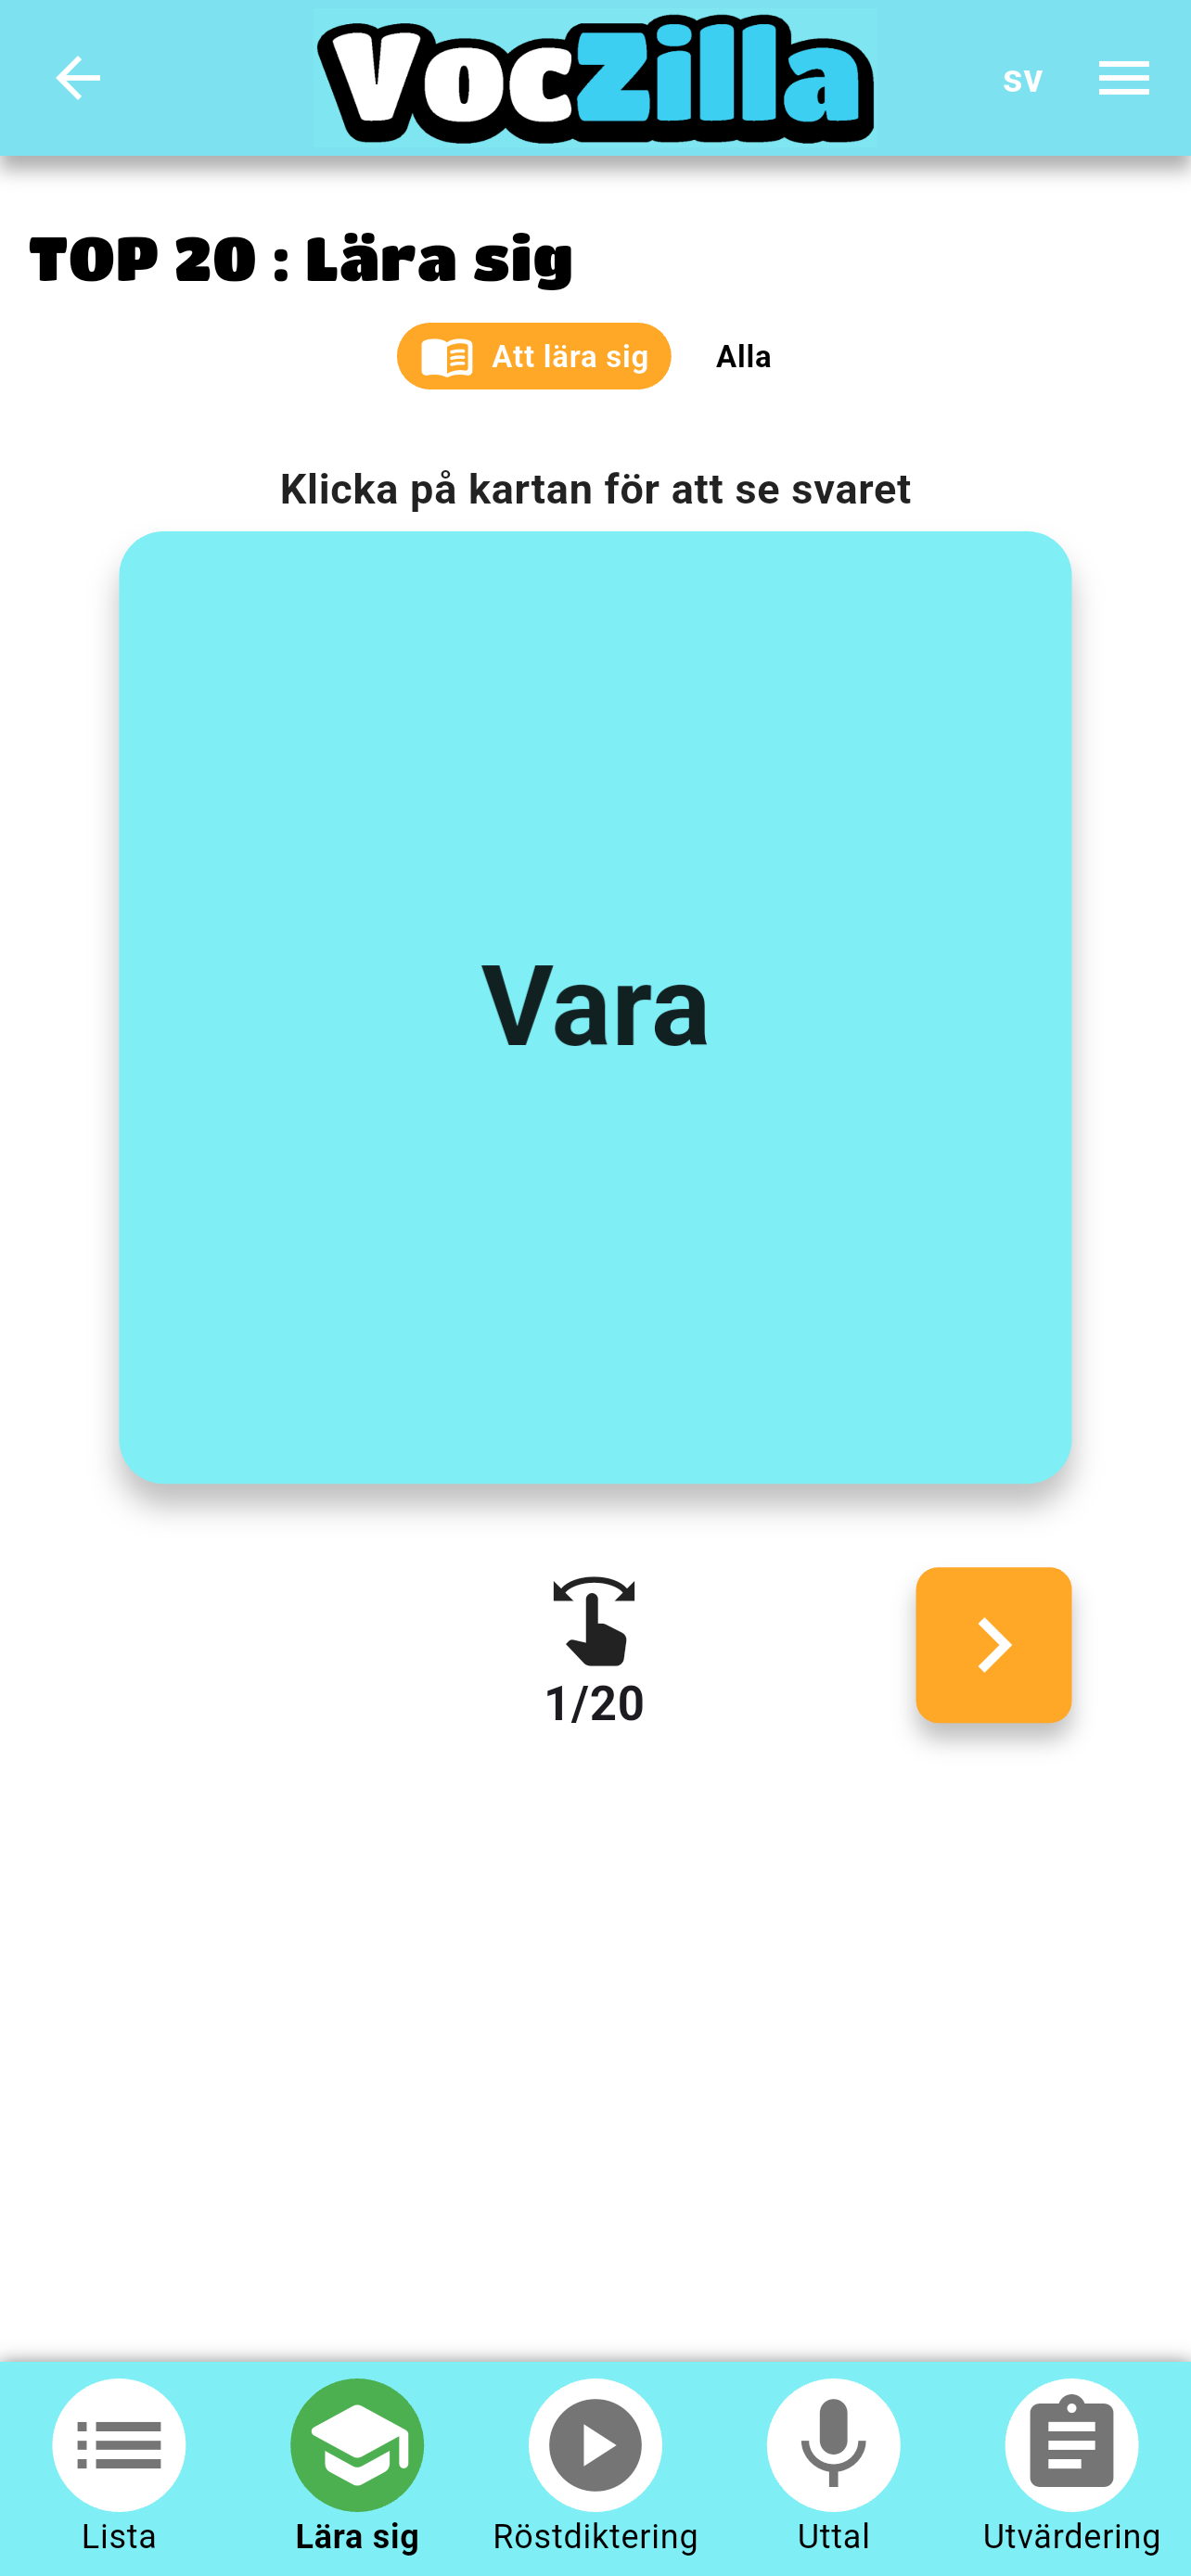 VocZilla
sv
TOP 20 : Lära sig
Att lära sig
Alla
Klicka på kartan för att se svaret
Vara
1/20
Lista
Lära sig
Röstdiktering
Uttal
Utvärdering